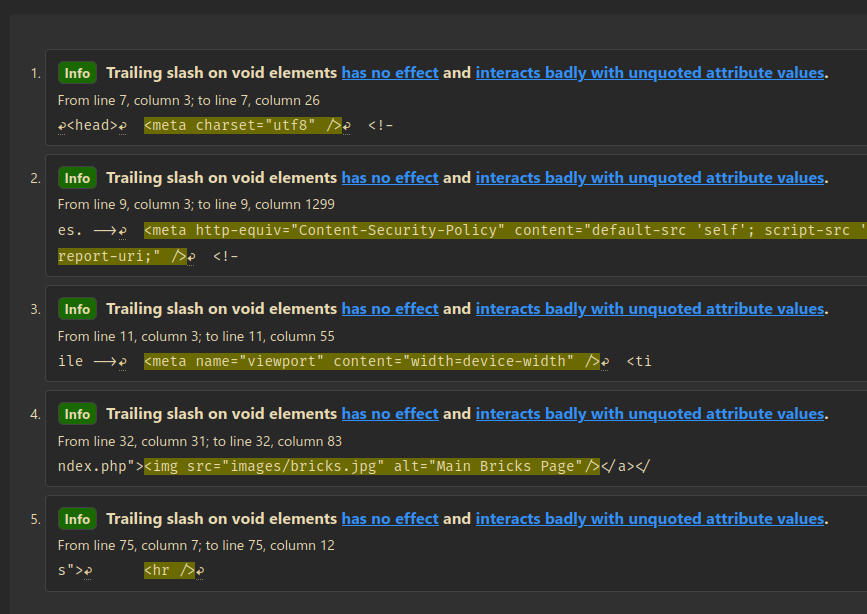 1. Info Trailing slash on void elements has no effect and interacts badly with unquoted attribute values.
From line 7, column 3; to line 7, column 26
↩<head>↩  <meta charset="utf8" />↩  <!-
2. Info Trailing slash on void elements has no effect and interacts badly with unquoted attribute values.
From line 9, column 3; to line 9, column 1299
es. -->↩  <meta http-equiv="Content-Security-Policy" content="default-src 'self'; script-src '
report-uri;" />↩  <!-
3. Info Trailing slash on void elements has no effect and interacts badly with unquoted attribute values.
From line 11, column 3; to line 11, column 55
ile -->↩  <meta name="viewport" content="width=device-width" />↩  <ti
4. Info Trailing slash on void elements has no effect and interacts badly with unquoted attribute values.
From line 32, column 31; to line 32, column 83
ndex.php"><img src="images/bricks.jpg" alt="Main Bricks Page"/></a></
5. Info Trailing slash on void elements has no effect and interacts badly with unquoted attribute values.
From line 75, column 7; to line 75, column 12
s">↩      <hr />↩